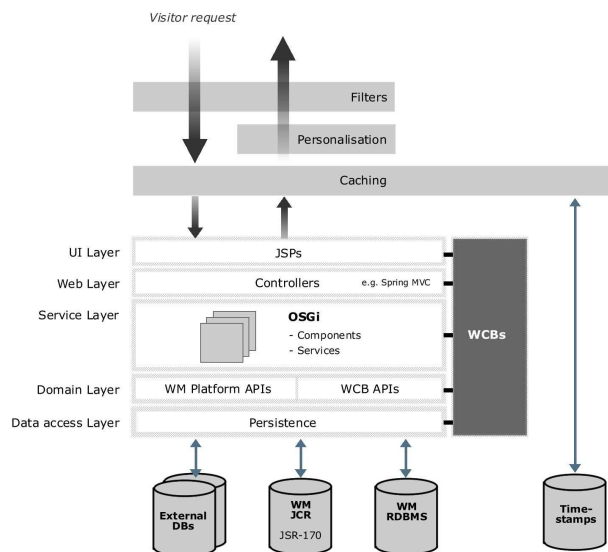 Visitor request
Filters
Personalisation
Caching
UI Layer
JSPs
Web Layer
Controllers
e.g. Spring MVC
Service Layer
OSGi
- Components
- Services
WCBs
Domain Layer
WM Platform APIs
WCB APIs
Data access Layer
Persistence
External
DBs
WM
JCR
JSR-170
WM
RDBMS
Time-
stamps